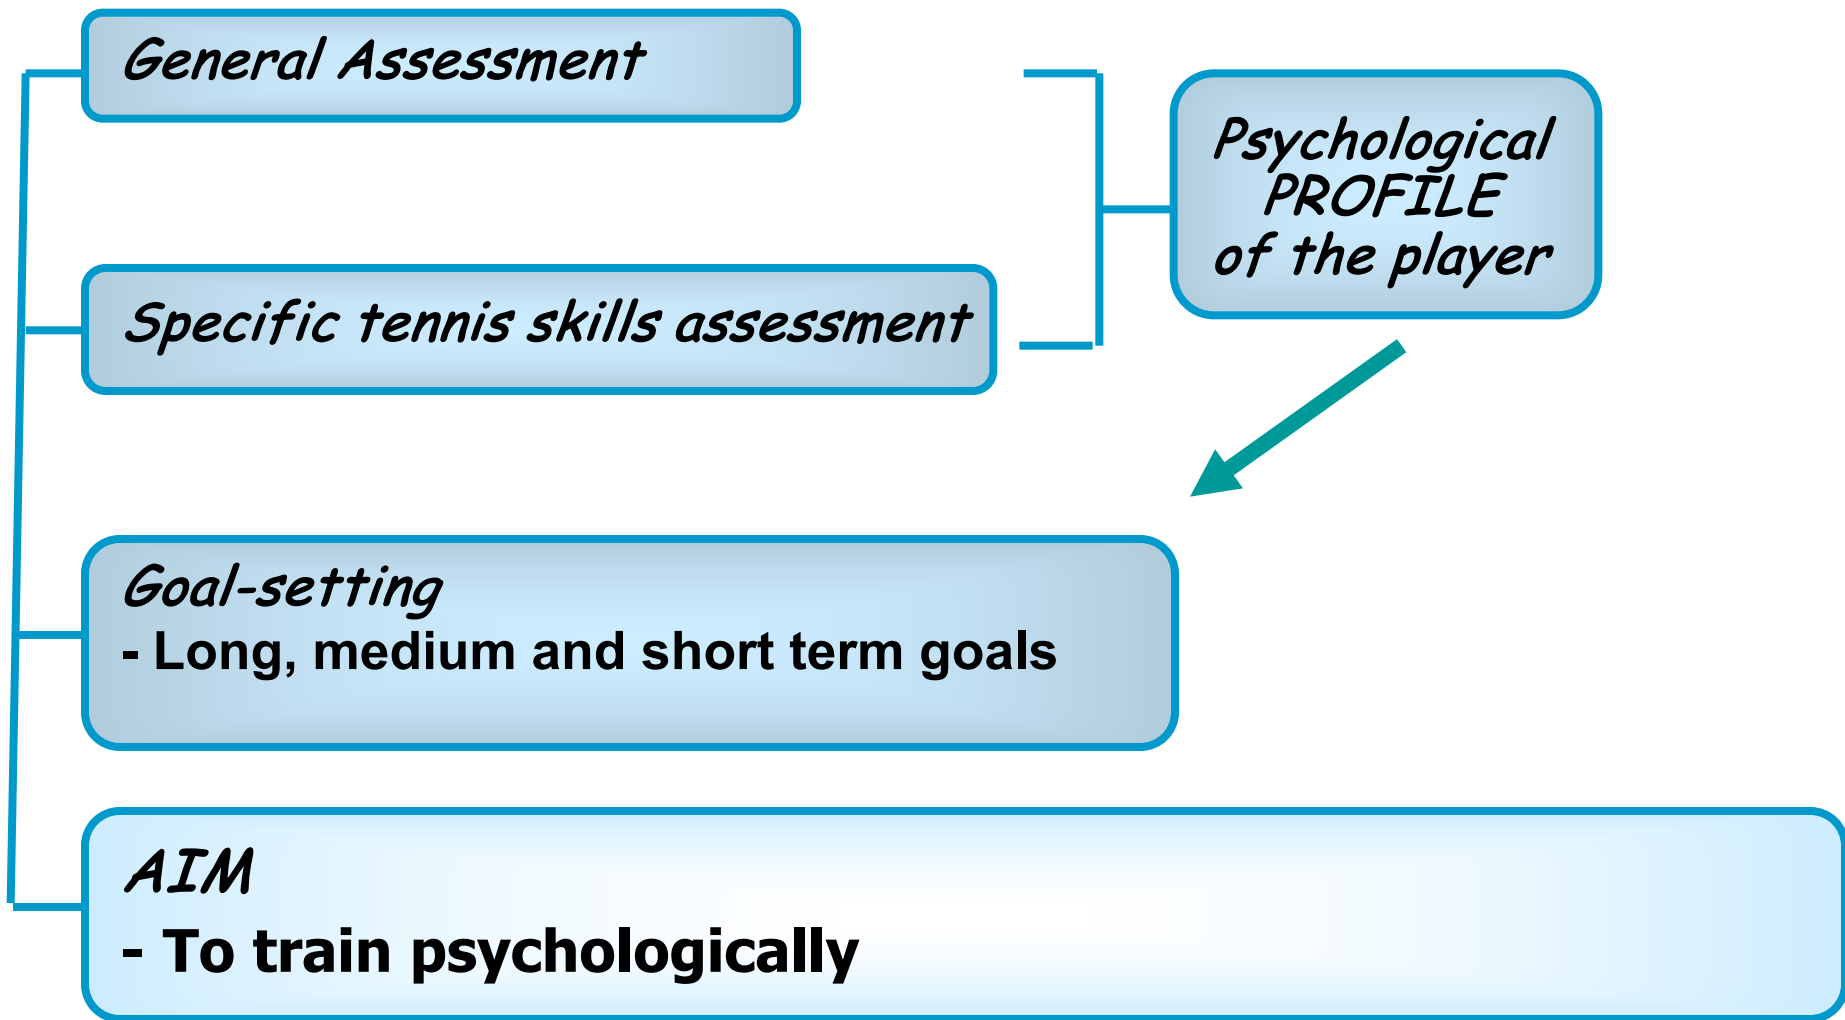 General Assessment
Psychological
PROFILE
of the player
Specific tennis skills assessment
Goal-setting
- Long, medium and short term goals
AIM
- To train psychologically